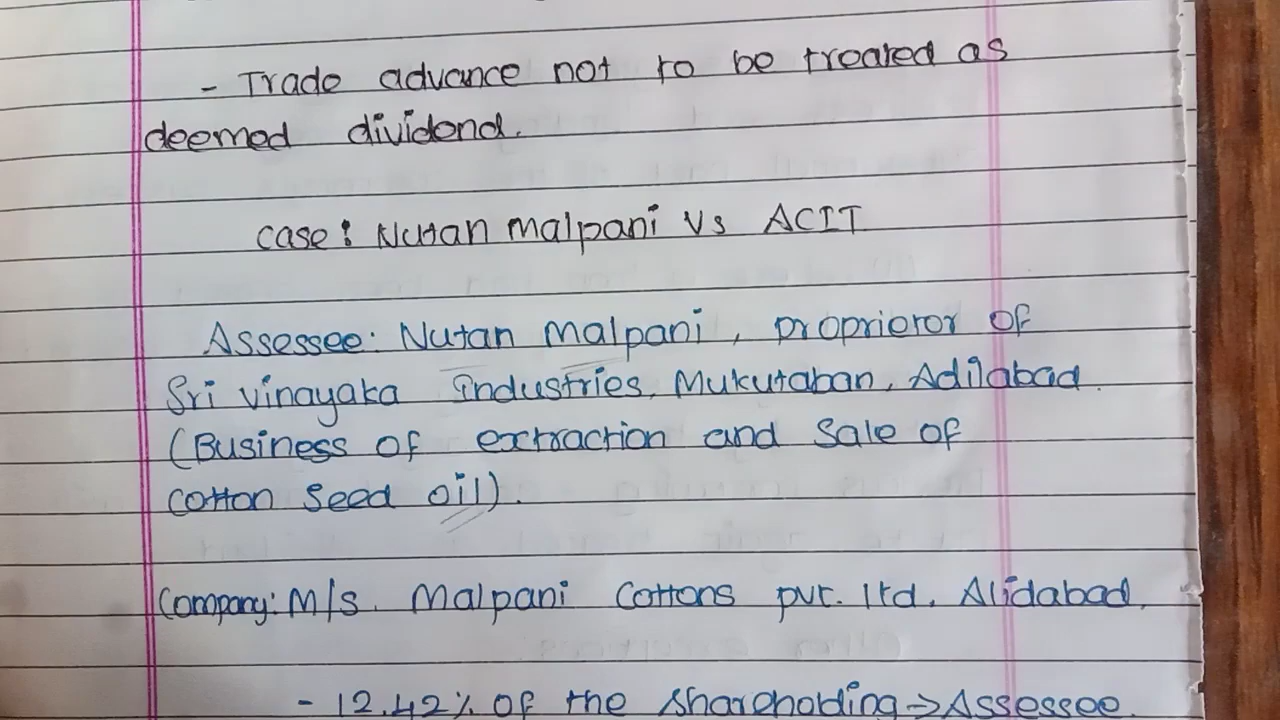 - Trade advance not to be treated as
deemed dividend.
case: Nutan malpani Vs ACIT
Assessee: Nutan Malpani, proprietor of
Sri Vinayaka Industries, Mukutaban, Adilabad.
(Business of extraction and Sale of
Cotton Seed oil).
Company: M/s. Malpani Cottons pvt. ltd. Alidabad.
- 12.42% of the shareholding → Assessee.